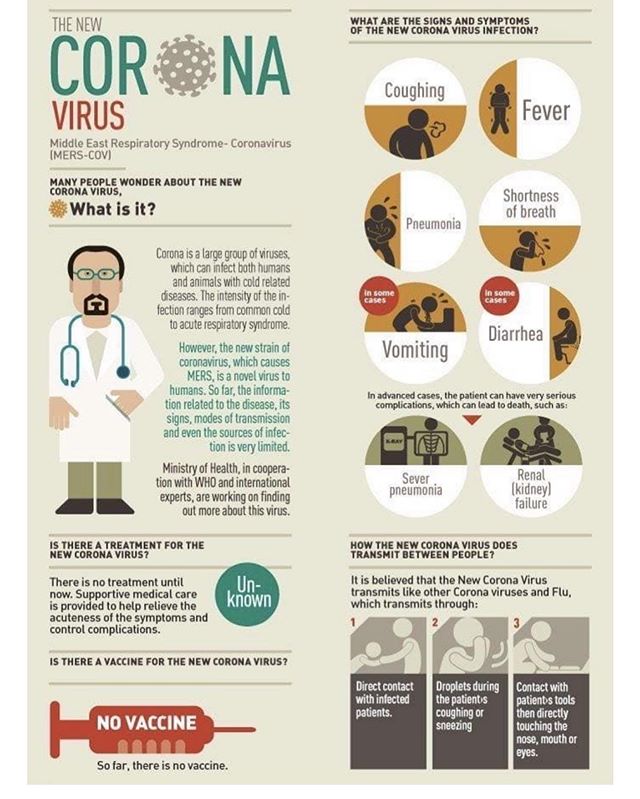 THE NEW
CORONA
VIRUS
Middle East Respiratory Syndrome- Coronavirus
(MERS-COV)
MANY PEOPLE WONDER ABOUT THE NEW
CORONA VIRUS,
What is it?
Corona is a large group of viruses,
which can infect both humans
and animals with cold related
diseases. The intensity of the in-
fection ranges from common cold
to acute respiratory syndrome.
However, the new strain of
coronavirus, which causes
MERS, is a novel virus to
humans. So far, the informa-
tion related to the disease, its
signs, modes of transmission
and even the sources of infec-
tion is very limited.
Ministry of Health, in coopera-
tion with WHO and international
experts, are working on finding
out more about this virus.
IS THERE A TREATMENT FOR THE
NEW CORONA VIRUS?
There is no treatment until
now. Supportive medical care
is provided to help relieve the
acuteness of the symptoms and
control complications.
Un-
known
IS THERE A VACCINE FOR THE NEW CORONA VIRUS?
NO VACCINE
So far, there is no vaccine.
WHAT ARE THE SIGNS AND SYMPTOMS
OF THE NEW CORONA VIRUS INFECTION?
Coughing
Fever
Pneumonia
Shortness
of breath
In some
cases
Vomiting
In some
cases
Diarrhea
In advanced cases, the patient can have very serious
complications, which can lead to death, such as:
X-RAY
Sever
pneumonia
Renal
(kidney)
failure
HOW THE NEW CORONA VIRUS DOES
TRANSMIT BETWEEN PEOPLE?
It is believed that the New Corona Virus
transmits like other Corona viruses and Flu,
which transmits through:
1
Direct contact
with infected
patients.
2
Droplets during
the patient›s
coughing or
sneezing
3
Contact with
patient›s tools
then directly
touching the
nose, mouth or
eyes.